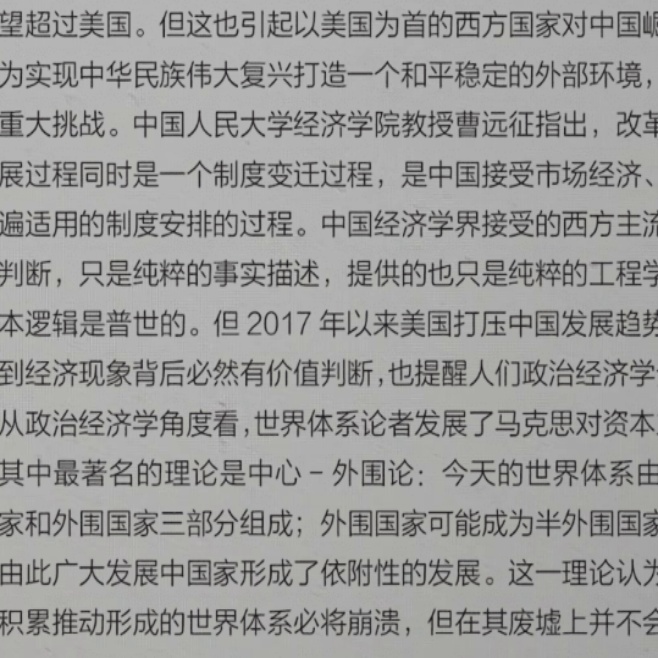 望超过美国。但这也引起以美国为首的西方国家对中国崛
为实现中华民族伟大复兴打造一个和平稳定的外部环境，
重大挑战。中国人民大学经济学院教授曹远征指出，改革
展过程同时是一个制度变迁过程，是中国接受市场经济、
遍适用的制度安排的过程。中国经济学界接受的西方主流
判断，只是纯粹的事实描述，提供的也只是纯粹的工程学
本逻辑是普世的。但 2017 年以来美国打压中国发展趋势
到经济现象背后必然有价值判断，也提醒人们政治经济学
从政治经济学角度看，世界体系论者发展了马克思对资本
其中最著名的理论是中心－外围论：今天的世界体系由
家和外围国家三部分组成；外围国家可能成为半外围国家
由此广大发展中国家形成了依附性的发展。这一理论认为
积累推动形成的世界体系必将崩溃，但在其废墟上并不会